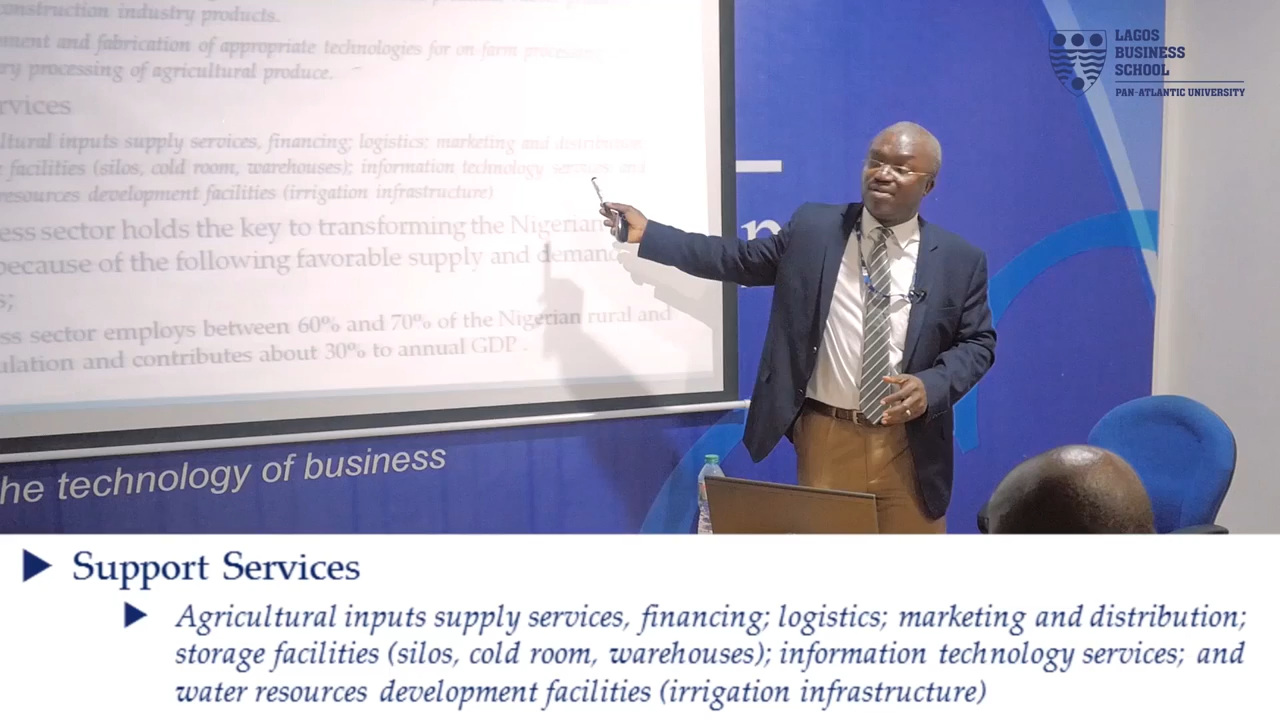 construction industry products.
ment and fabrication of appropriate technologies for on farm processing
ry processing of agricultural produce.
rvices
ltural inputs supply services, financing; logistics; marketing and distribution
facilities (silos, cold room, warehouses); information technology services and
resources development facilities (irrigation infrastructure)
ess sector holds the key to transforming the Nigerian
because of the following favorable supply and demand
s;
ss sector employs between 60% and 70% of the Nigerian rural and
ulation and contributes about 30% to annual GDP .
he technology of business
LAGOS
BUSINESS
SCHOOL
PAN-ATLANTIC UNIVERSITY
Support Services
Agricultural inputs supply services, financing; logistics; marketing and distribution;
storage facilities (silos, cold room, warehouses); information technology services; and
water resources development facilities (irrigation infrastructure)